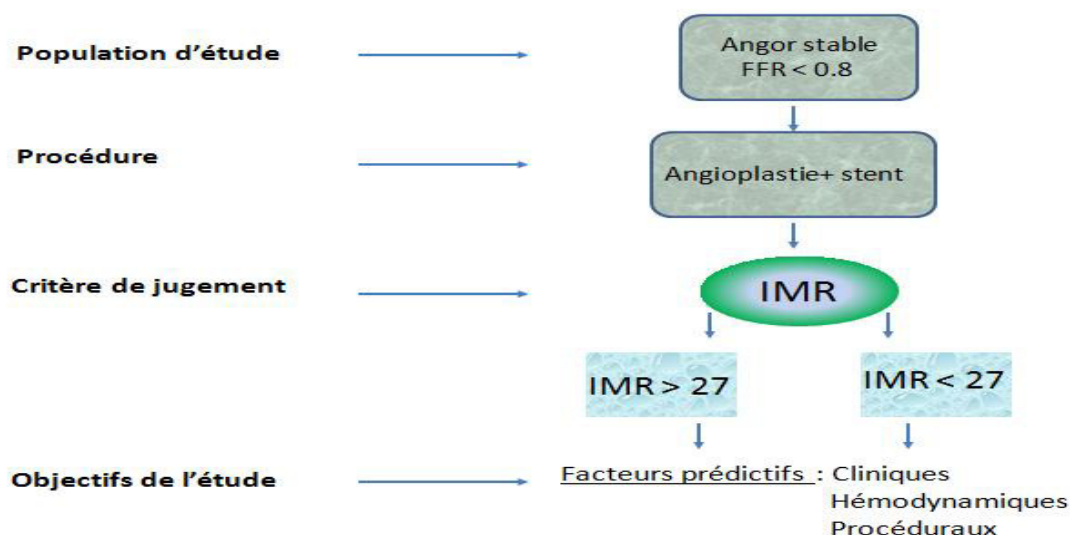 Population d'étude
Angor stable
FFR < 0.8
Procédure
Angioplastie+ stent
Critère de jugement
IMR
IMR > 27
IMR < 27
Objectifs de l'étude
Facteurs prédictifs : Cliniques
Hémodynamiques
Procéduraux